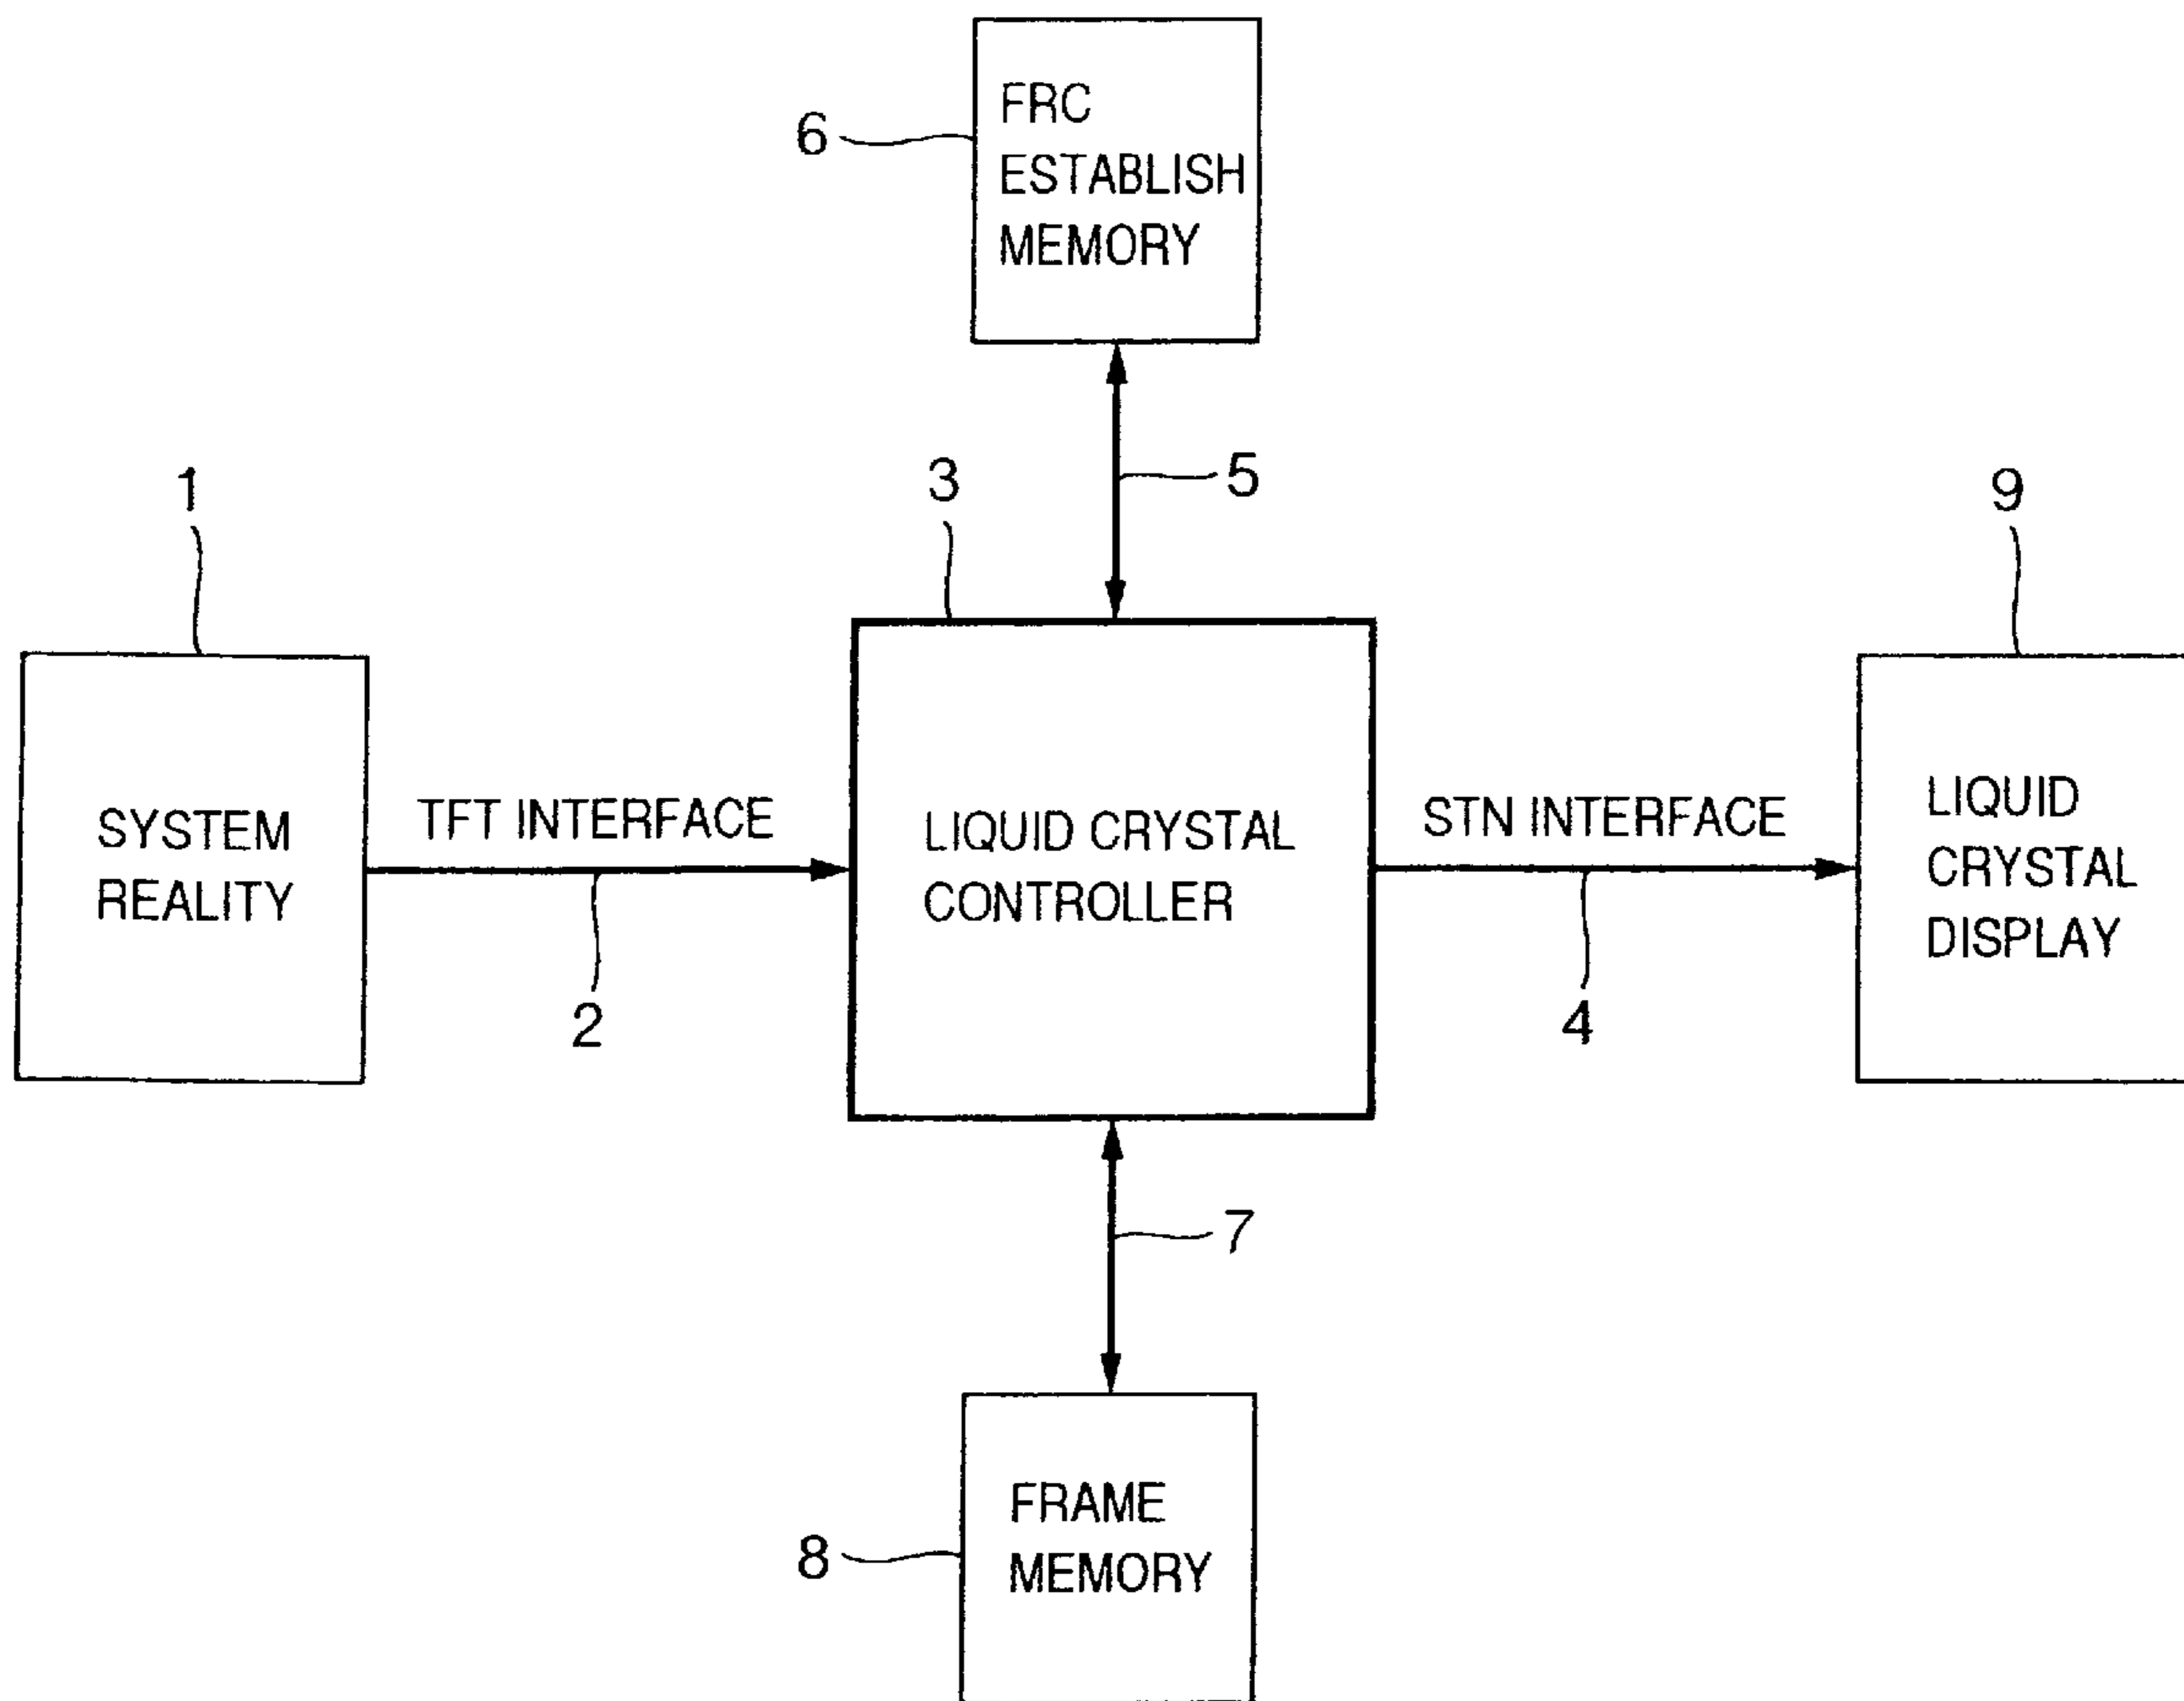 FRC
ESTABLISH
MEMORY
6
5
3
1
9
SYSTEM
REALITY
TFT INTERFACE
2
LIQUID CRYSTAL
CONTROLLER
STN INTERFACE
4
LIQUID
CRYSTAL
DISPLAY
7
FRAME
MEMORY
8